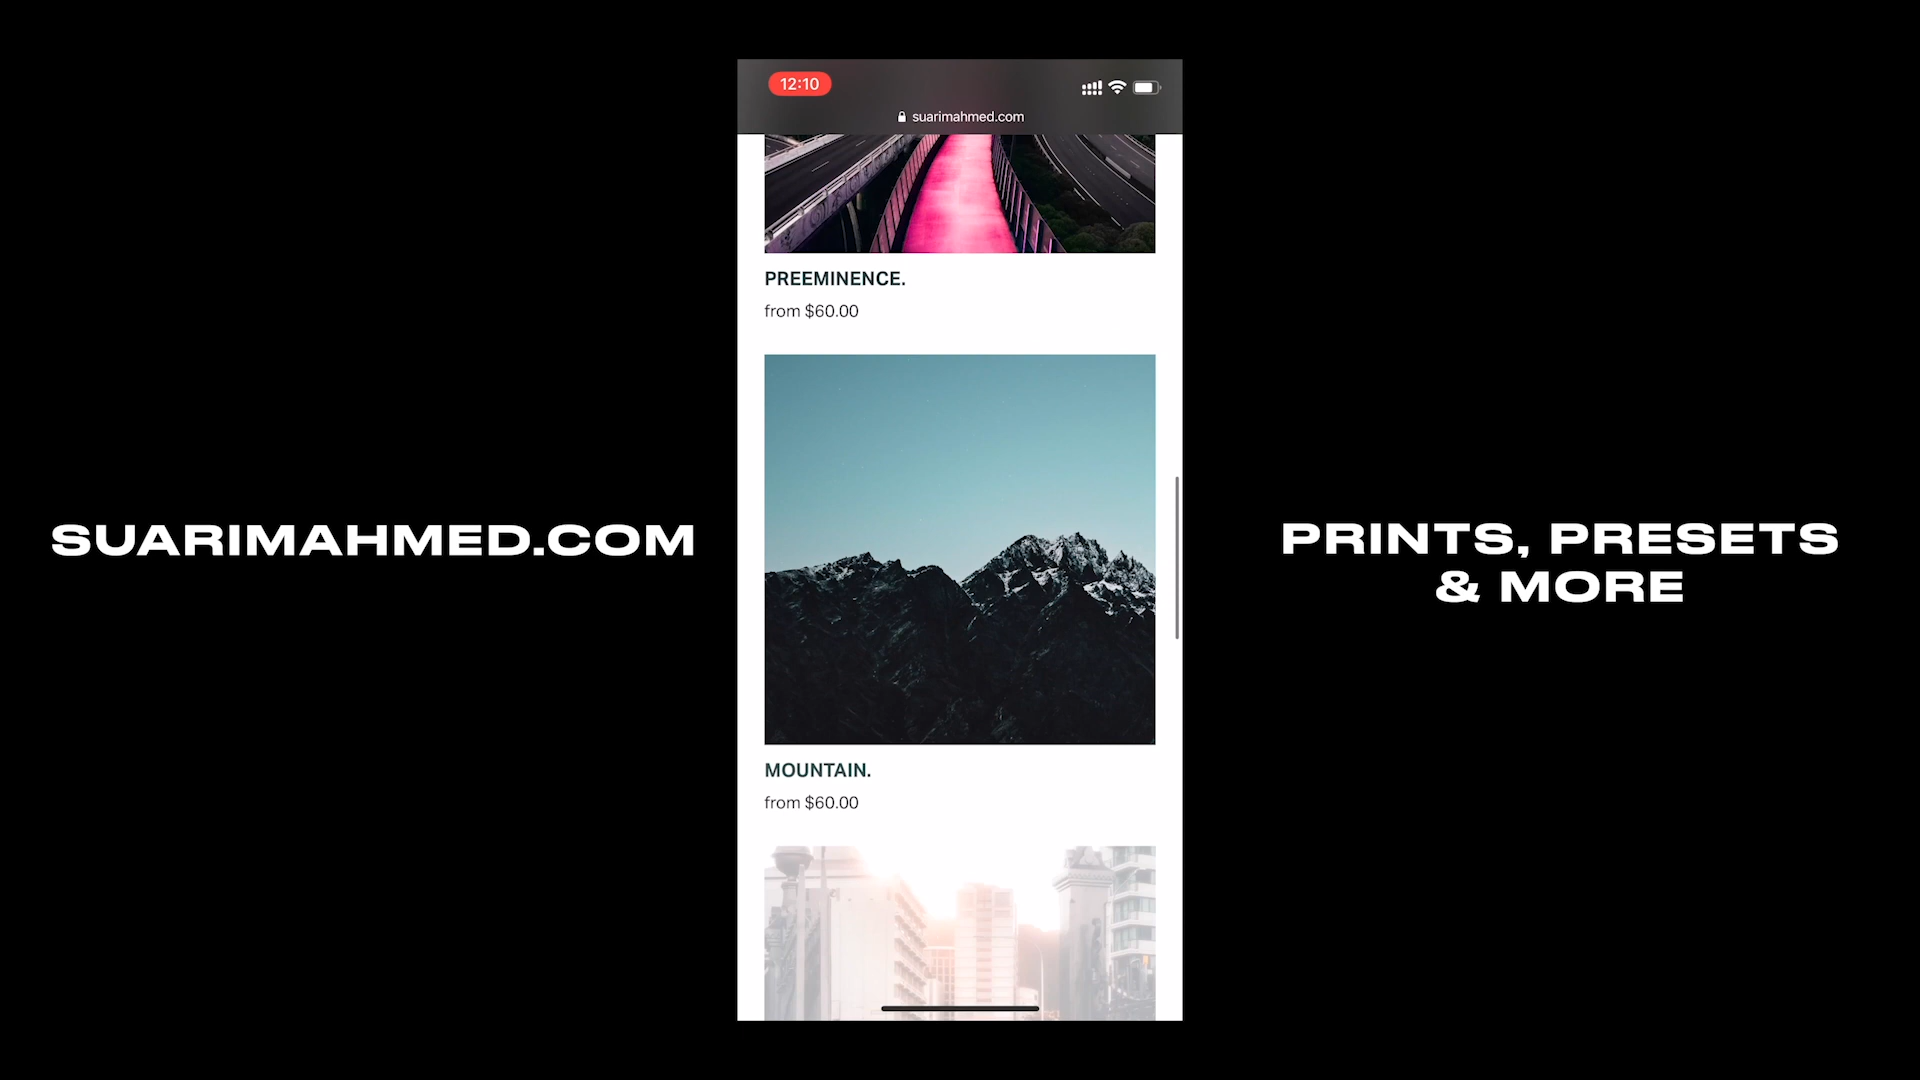 12:10
suarimahmed.com
PREEMINENCE.
from $60.00
SUARIMAHMED.COM
PRINTS, PRESETS
& MORE
MOUNTAIN.
from $60.00